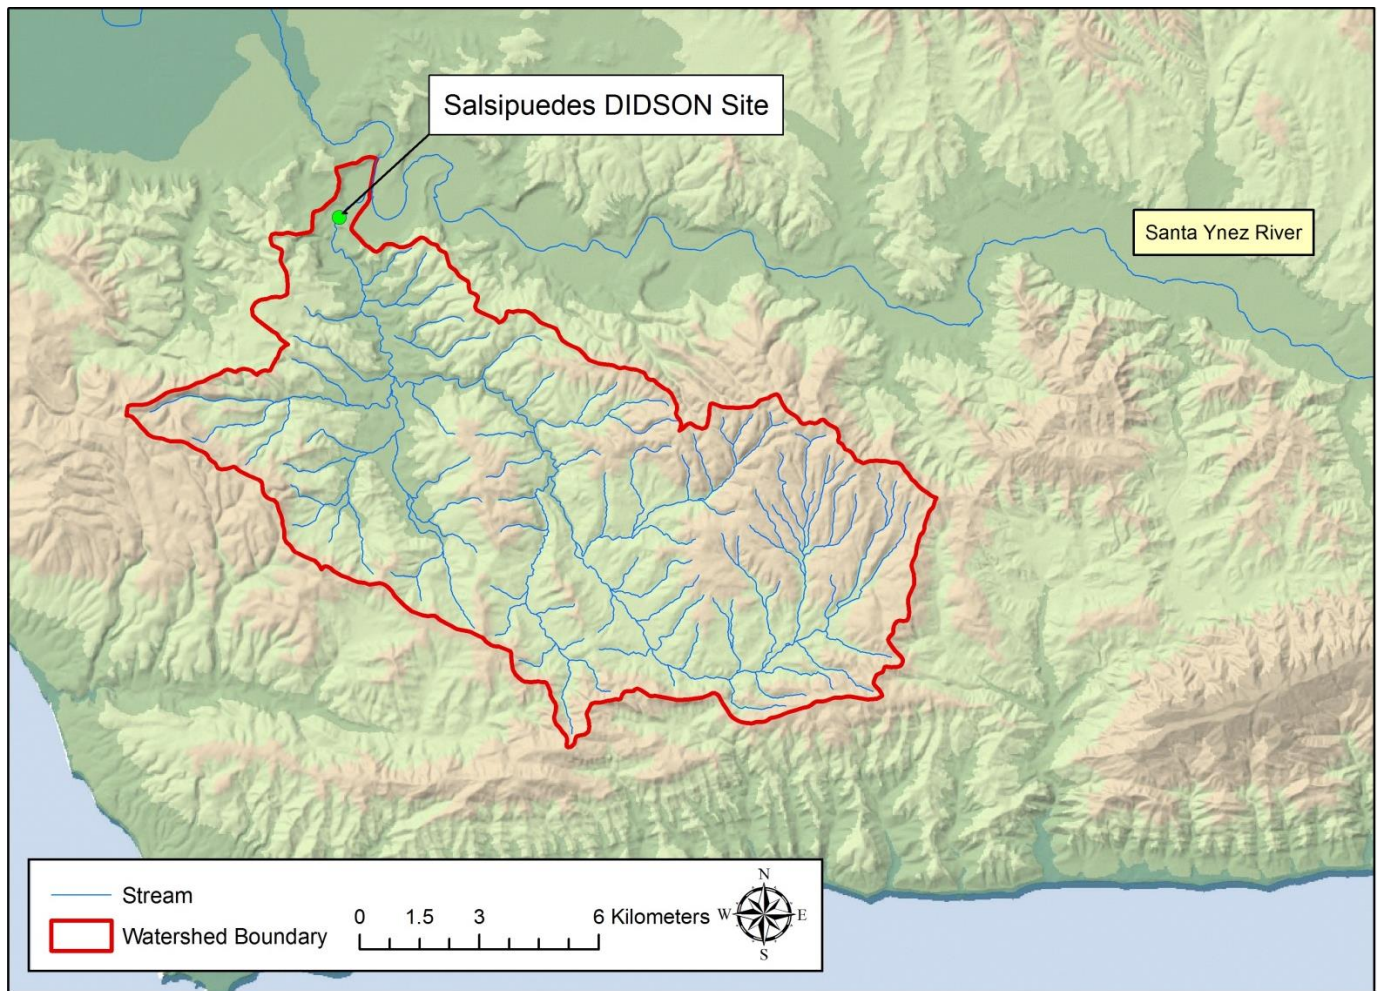 Salsipuedes DIDSON Site
Santa Ynez River
Stream
Watershed Boundary
0 1.5 3 6 Kilometers
N
W E
S